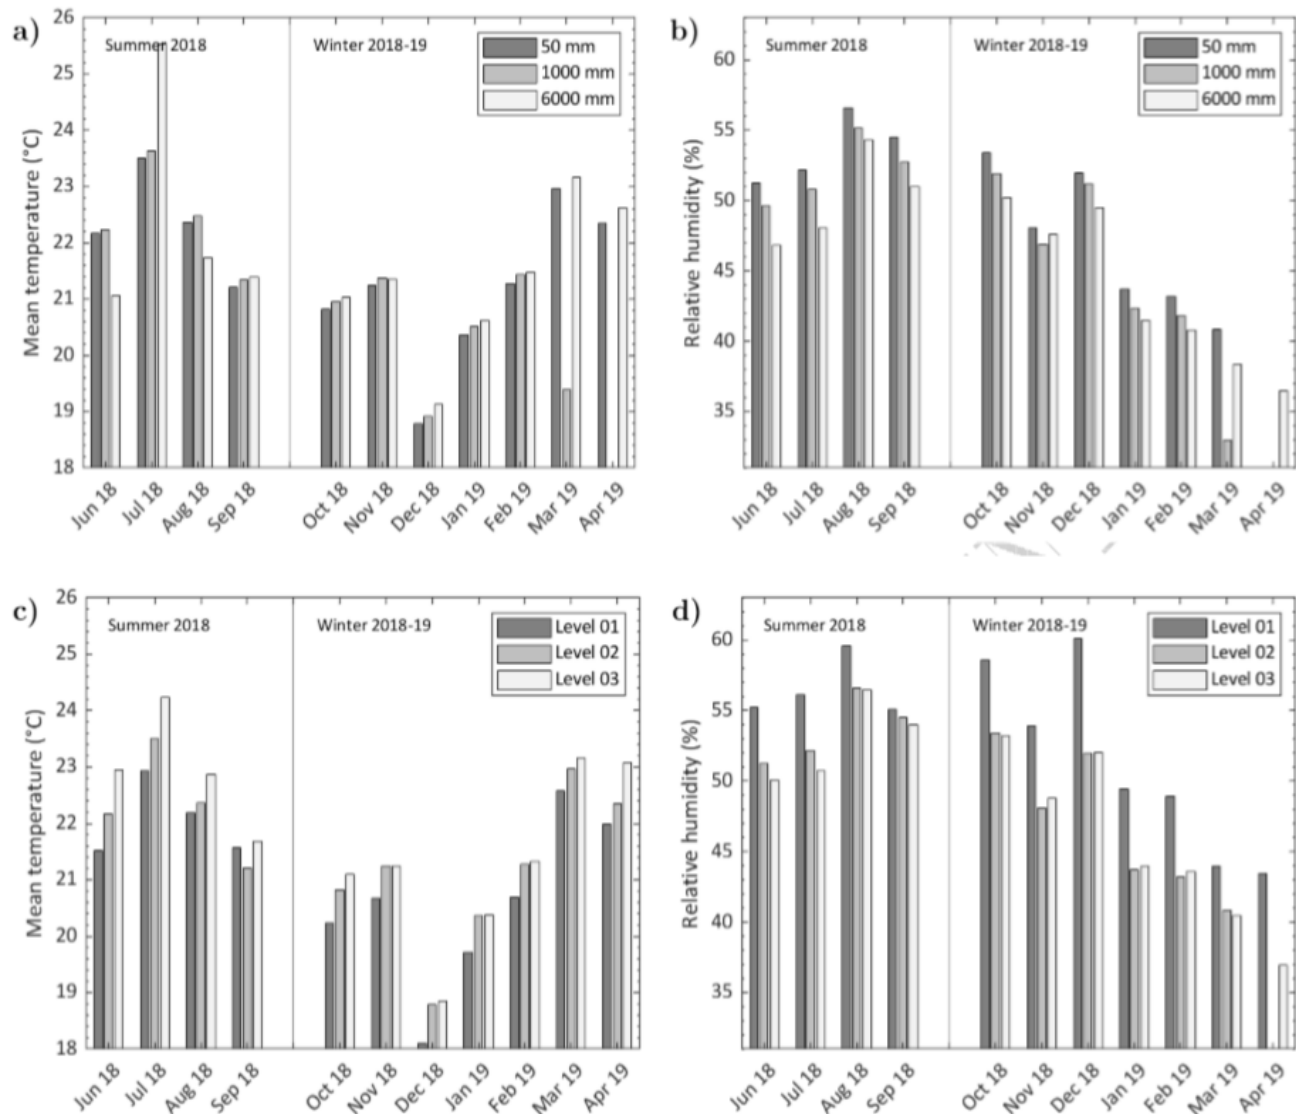 a)
Summer 2018
Winter 2018-19
50 mm
1000 mm
6000 mm
Mean temperature (°C)
26
25
24
23
22
21
20
19
18
Jun 18
Jul 18
Aug 18
Sep 18
Oct 18
Nov 18
Dec 18
Jan 19
Feb 19
Mar 19
Apr 19
b)
Summer 2018
Winter 2018-19
50 mm
1000 mm
6000 mm
Relative humidity (%)
60
55
50
45
40
35
Jun 18
Jul 18
Aug 18
Sep 18
Oct 18
Nov 18
Dec 18
Jan 19
Feb 19
Mar 19
Apr 19
c)
Summer 2018
Winter 2018-19
Level 01
Level 02
Level 03
Mean temperature (°C)
26
25
24
23
22
21
20
19
18
Jun 18
Jul 18
Aug 18
Sep 18
Oct 18
Nov 18
Dec 18
Jan 19
Feb 19
Mar 19
Apr 19
d)
Summer 2018
Winter 2018-19
Level 01
Level 02
Level 03
Relative humidity (%)
60
55
50
45
40
35
Jun 18
Jul 18
Aug 18
Sep 18
Oct 18
Nov 18
Dec 18
Jan 19
Feb 19
Mar 19
Apr 19